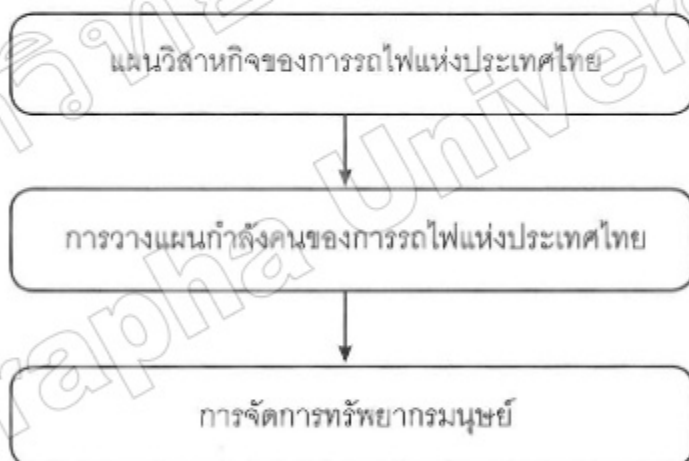 แผนวิสาหกิจของการรถไฟแห่งประเทศไทย
การวางแผนกำลังคนของการรถไฟแห่งประเทศไทย
การจัดการทรัพยากรมนุษย์